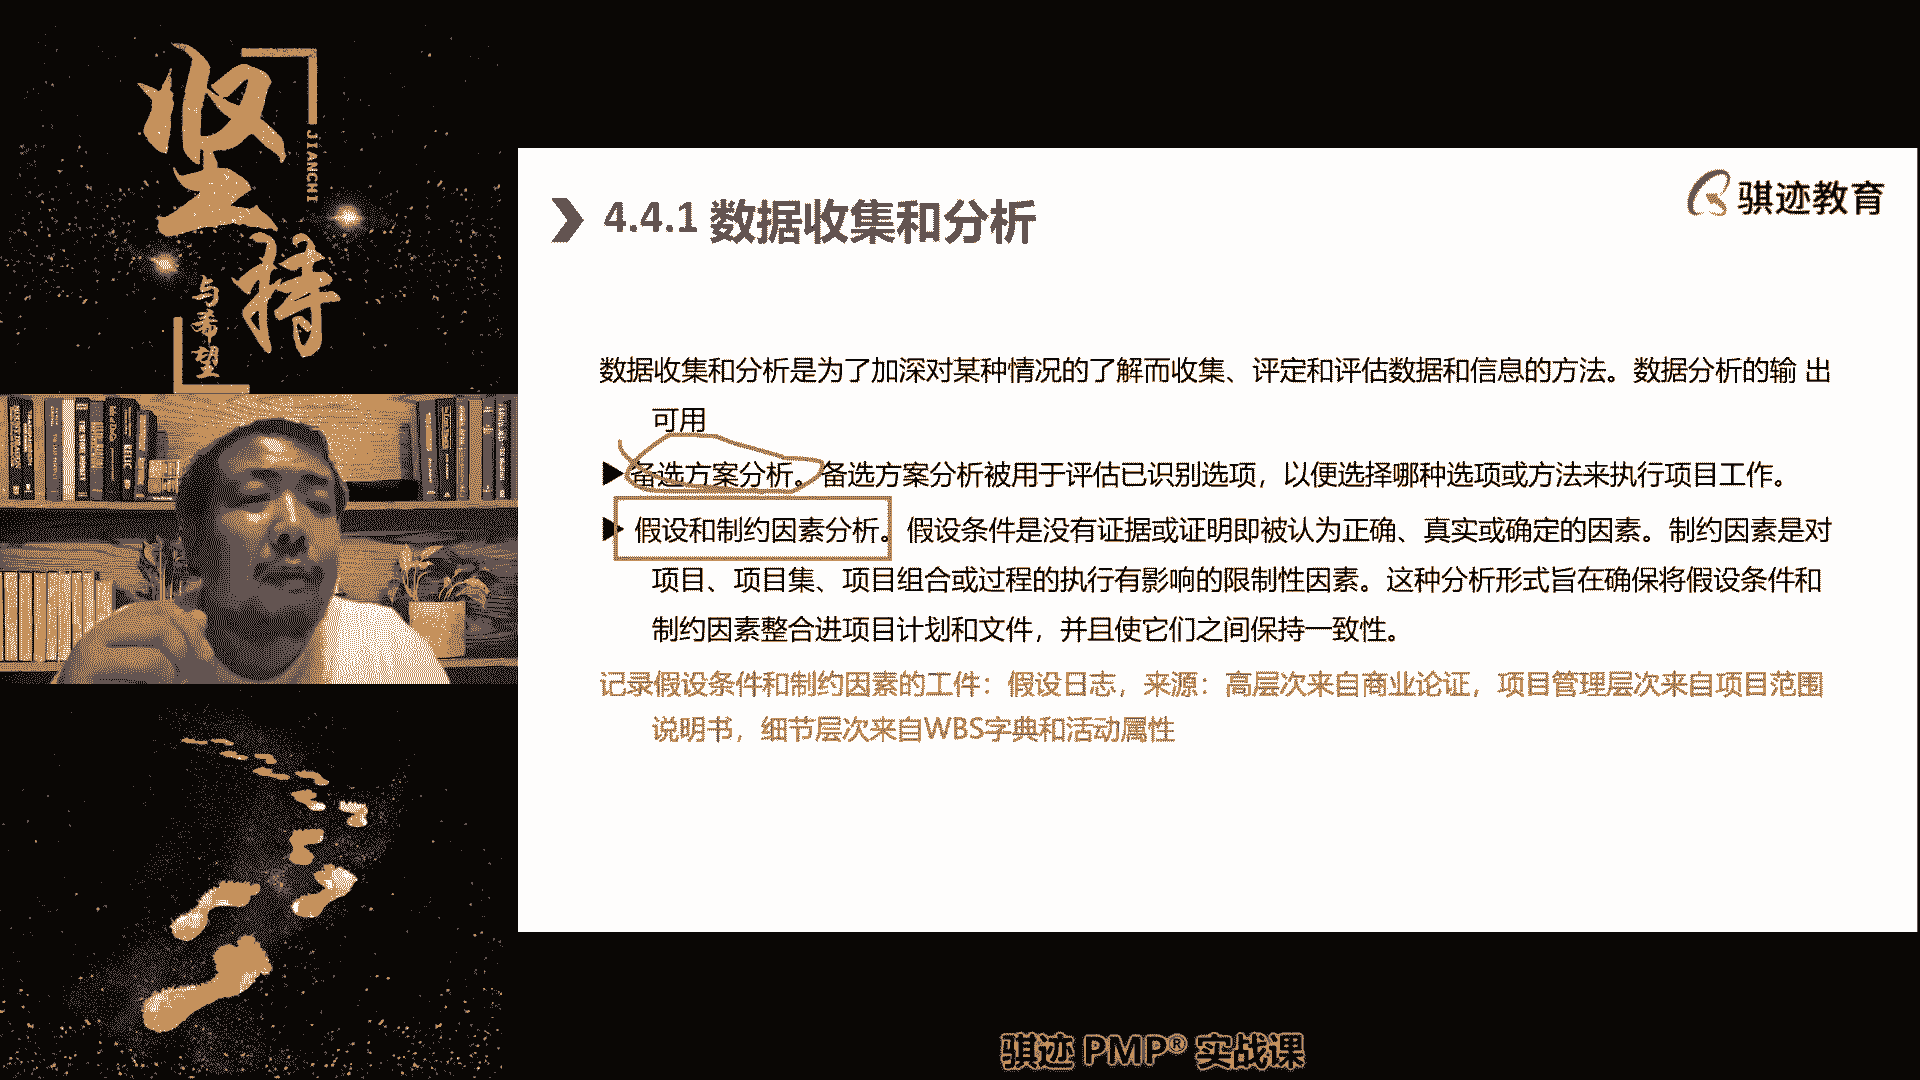 坚持
JIANCHI
与希望
骐迹教育
4.4.1 数据收集和分析
数据收集和分析是为了加深对某种情况的了解而收集、评定和评估数据和信息的方法。数据分析的输 出
可用
备选方案分析。备选方案分析被用于评估已识别选项，以便选择哪种选项或方法来执行项目工作。
假设和制约因素分析。假设条件是没有证据或证明即被认为正确、真实或确定的因素。制约因素是对
项目、项目集、项目组合或过程的执行有影响的限制性因素。这种分析形式旨在确保将假设条件和
制约因素整合进项目计划和文件，并且使它们之间保持一致性。
记录假设条件和制约因素的工件：假设日志，来源：高层次来自商业论证，项目管理层次来自项目范围
说明书，细节层次来自WBS字典和活动属性
骐迹 PMP® 实战课